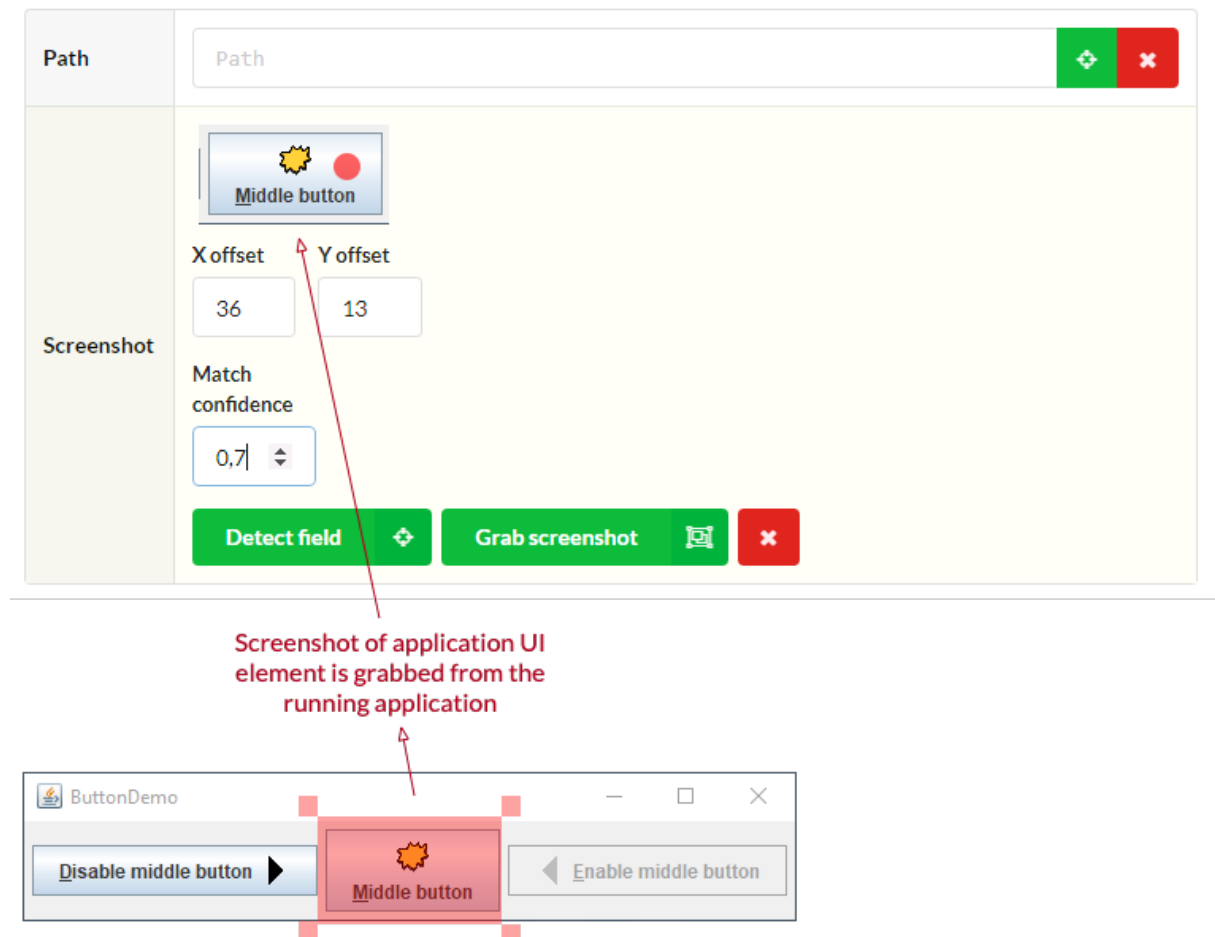 Path
Path
Middle button
X offset
Y offset
36
13
Screenshot
Match
confidence
0,7
Detect field
Grab screenshot
Screenshot of application UI
element is grabbed from the
running application
ButtonDemo
Disable middle button
Middle button
Enable middle button